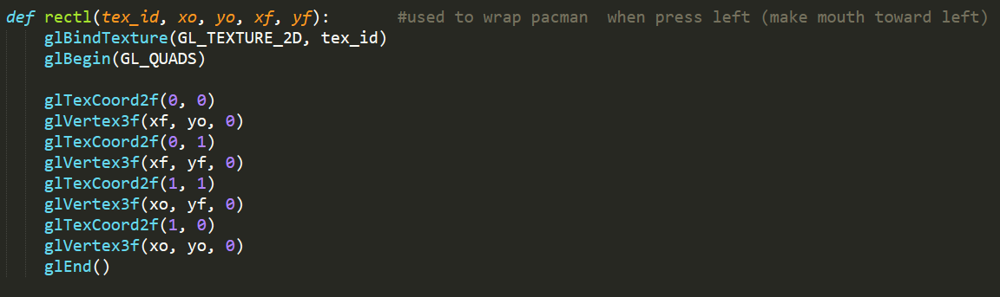 def rectl(tex_id, xo, yo, xf, yf):       #used to wrap pacman  when press left (make mouth toward left)
    glBindTexture(GL_TEXTURE_2D, tex_id)
    glBegin(GL_QUADS)

    glTexCoord2f(0, 0)
    glVertex3f(xf, yo, 0)
    glTexCoord2f(0, 1)
    glVertex3f(xf, yf, 0)
    glTexCoord2f(1, 1)
    glVertex3f(xo, yf, 0)
    glTexCoord2f(1, 0)
    glVertex3f(xo, yo, 0)
    glEnd()